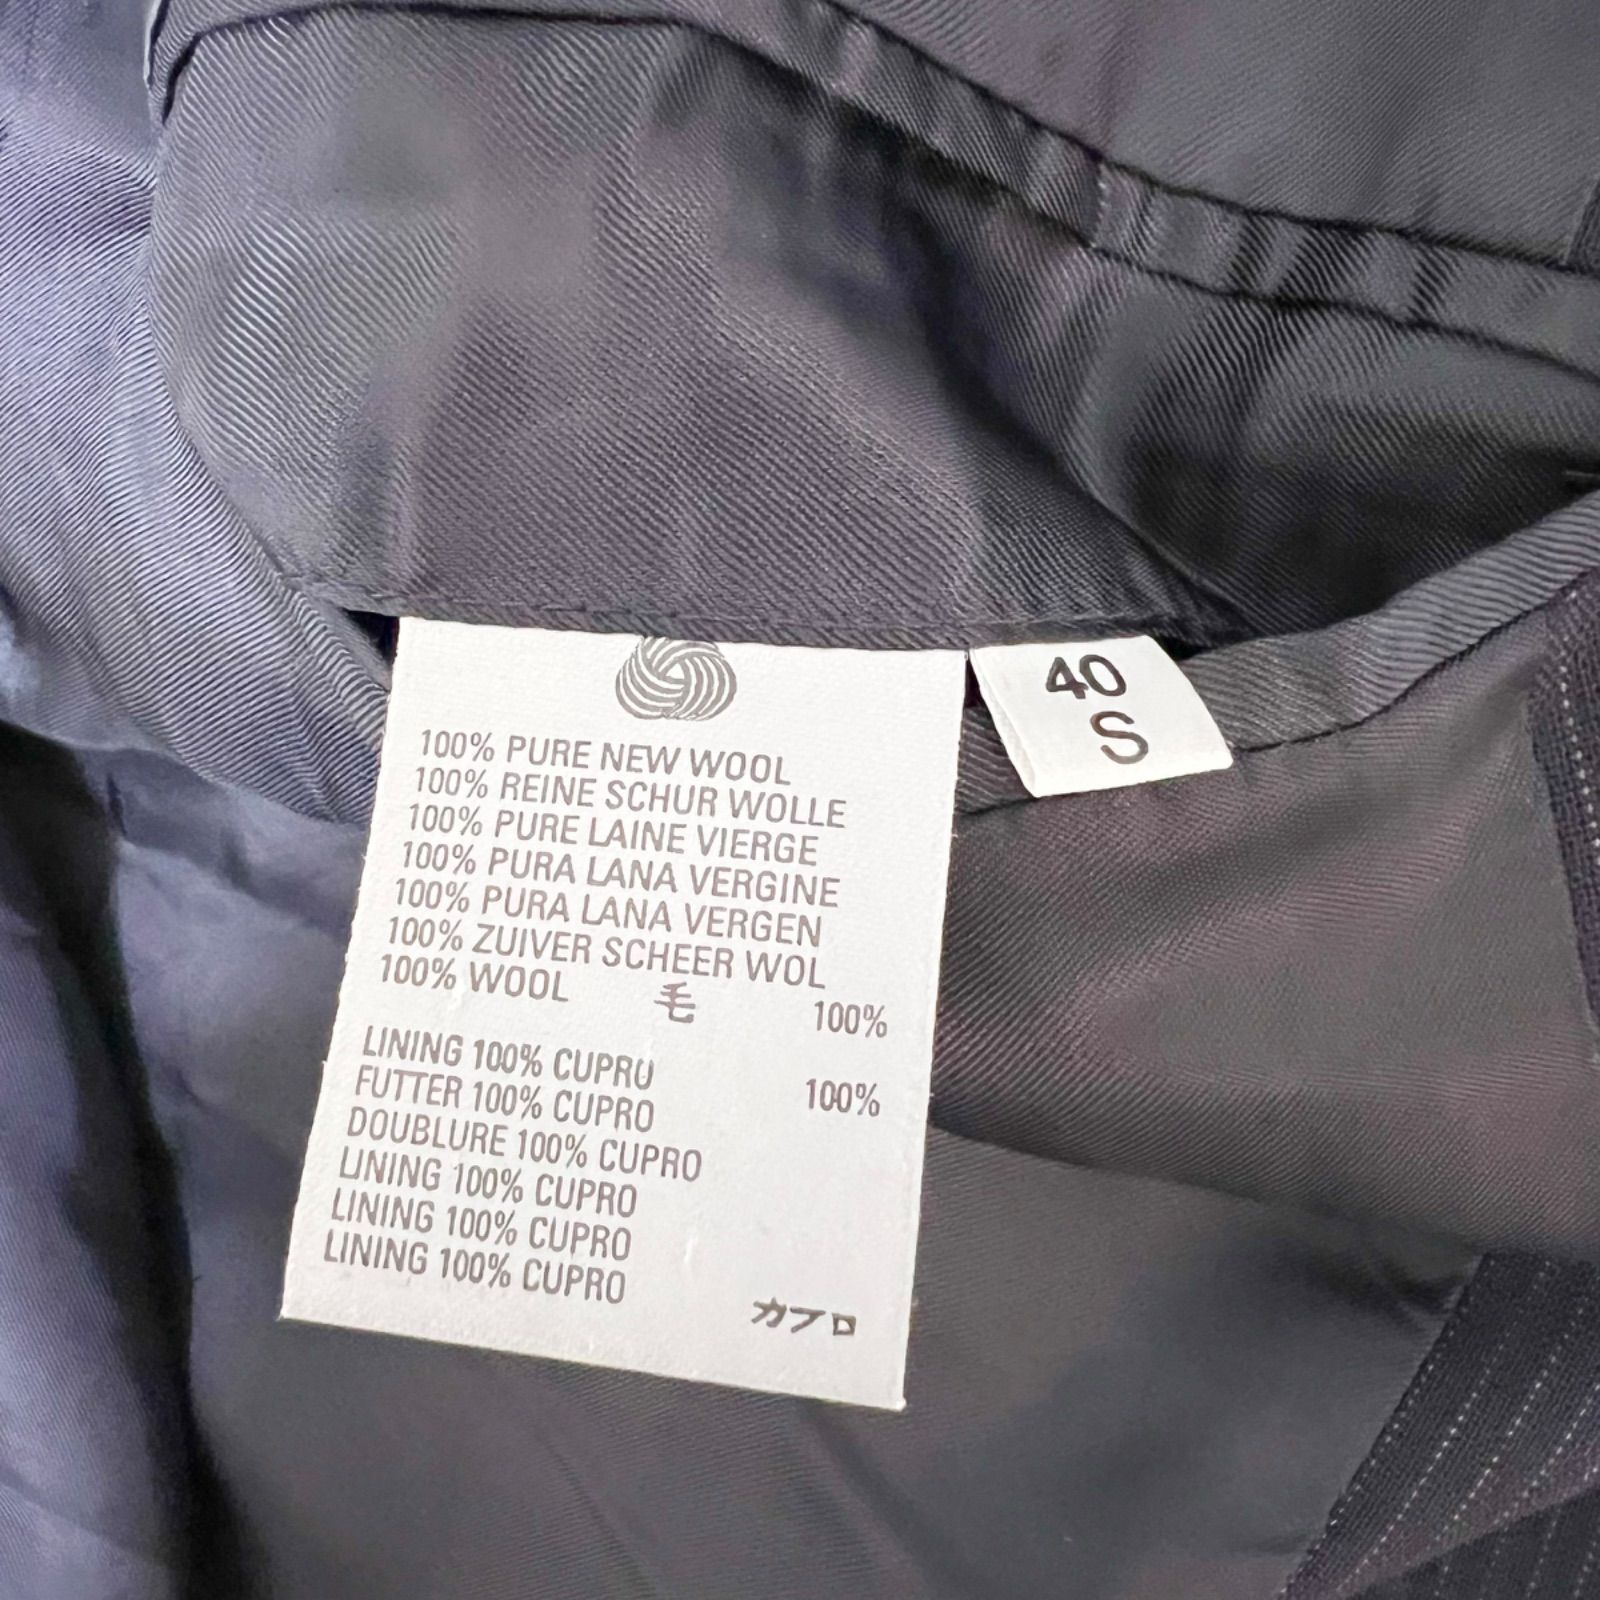 40
S
100% PURE NEW WOOL
100% REINE SCHUR WOLLE
100% PURE LAINE VIERGE
100% PURA LANA VERGINE
100% PURA LANA VERGEN
100% ZUIVER SCHEER WOL
100% WOOL 毛 100%
LINING 100% CUPRU 100%
FUTTER 100% CUPRO
DOUBLURE 100% CUPRO
LINING 100% CUPRO
LINING 100% CUPRO
LINING 100% CUPRO
カフロ